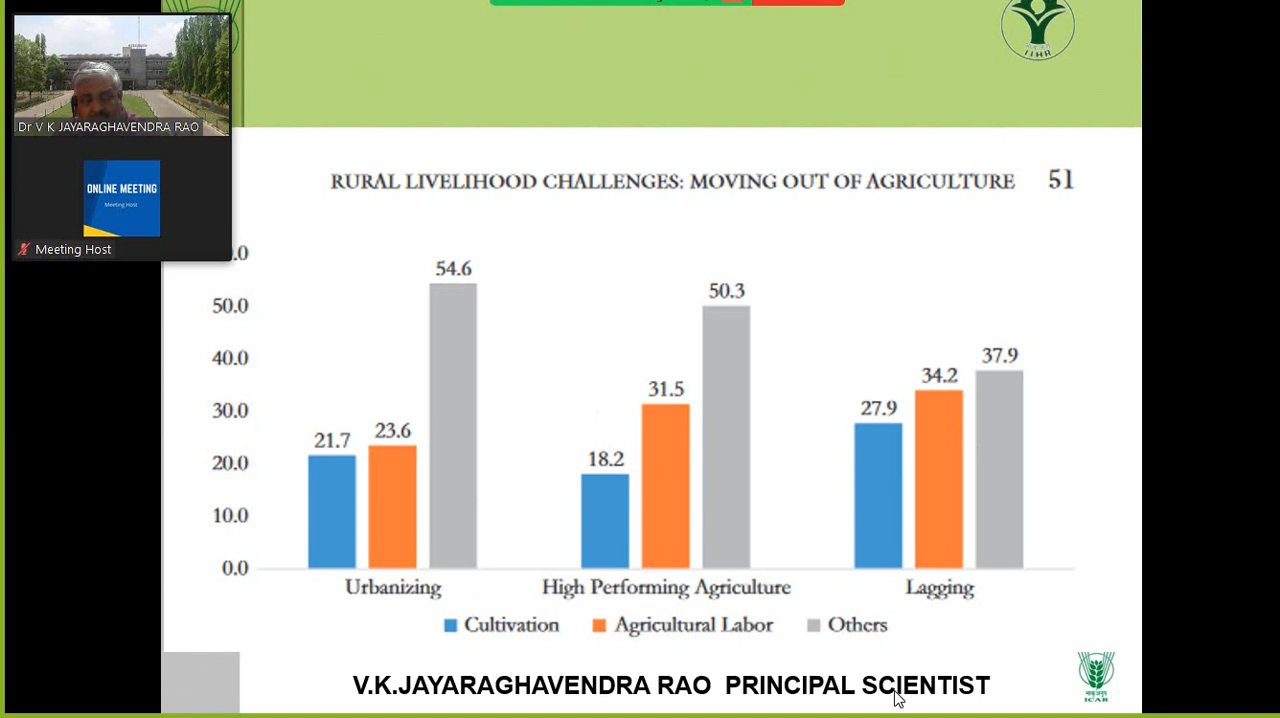 Dr V K JAYARAGHAVENDRA RAO
ONLINE MEETING
Meeting Host
Meeting Host
IIHR
RURAL LIVELIHOOD CHALLENGES: MOVING OUT OF AGRICULTURE 51
54.6
50.3
50.0
40.0
37.9
34.2
31.5
30.0
27.9
23.6
21.7
20.0
18.2
10.0
0.0
Urbanizing High Performing Agriculture Lagging
Cultivation Agricultural Labor Others
V.K.JAYARAGHAVENDRA RAO PRINCIPAL SCIENTIST
ICAR